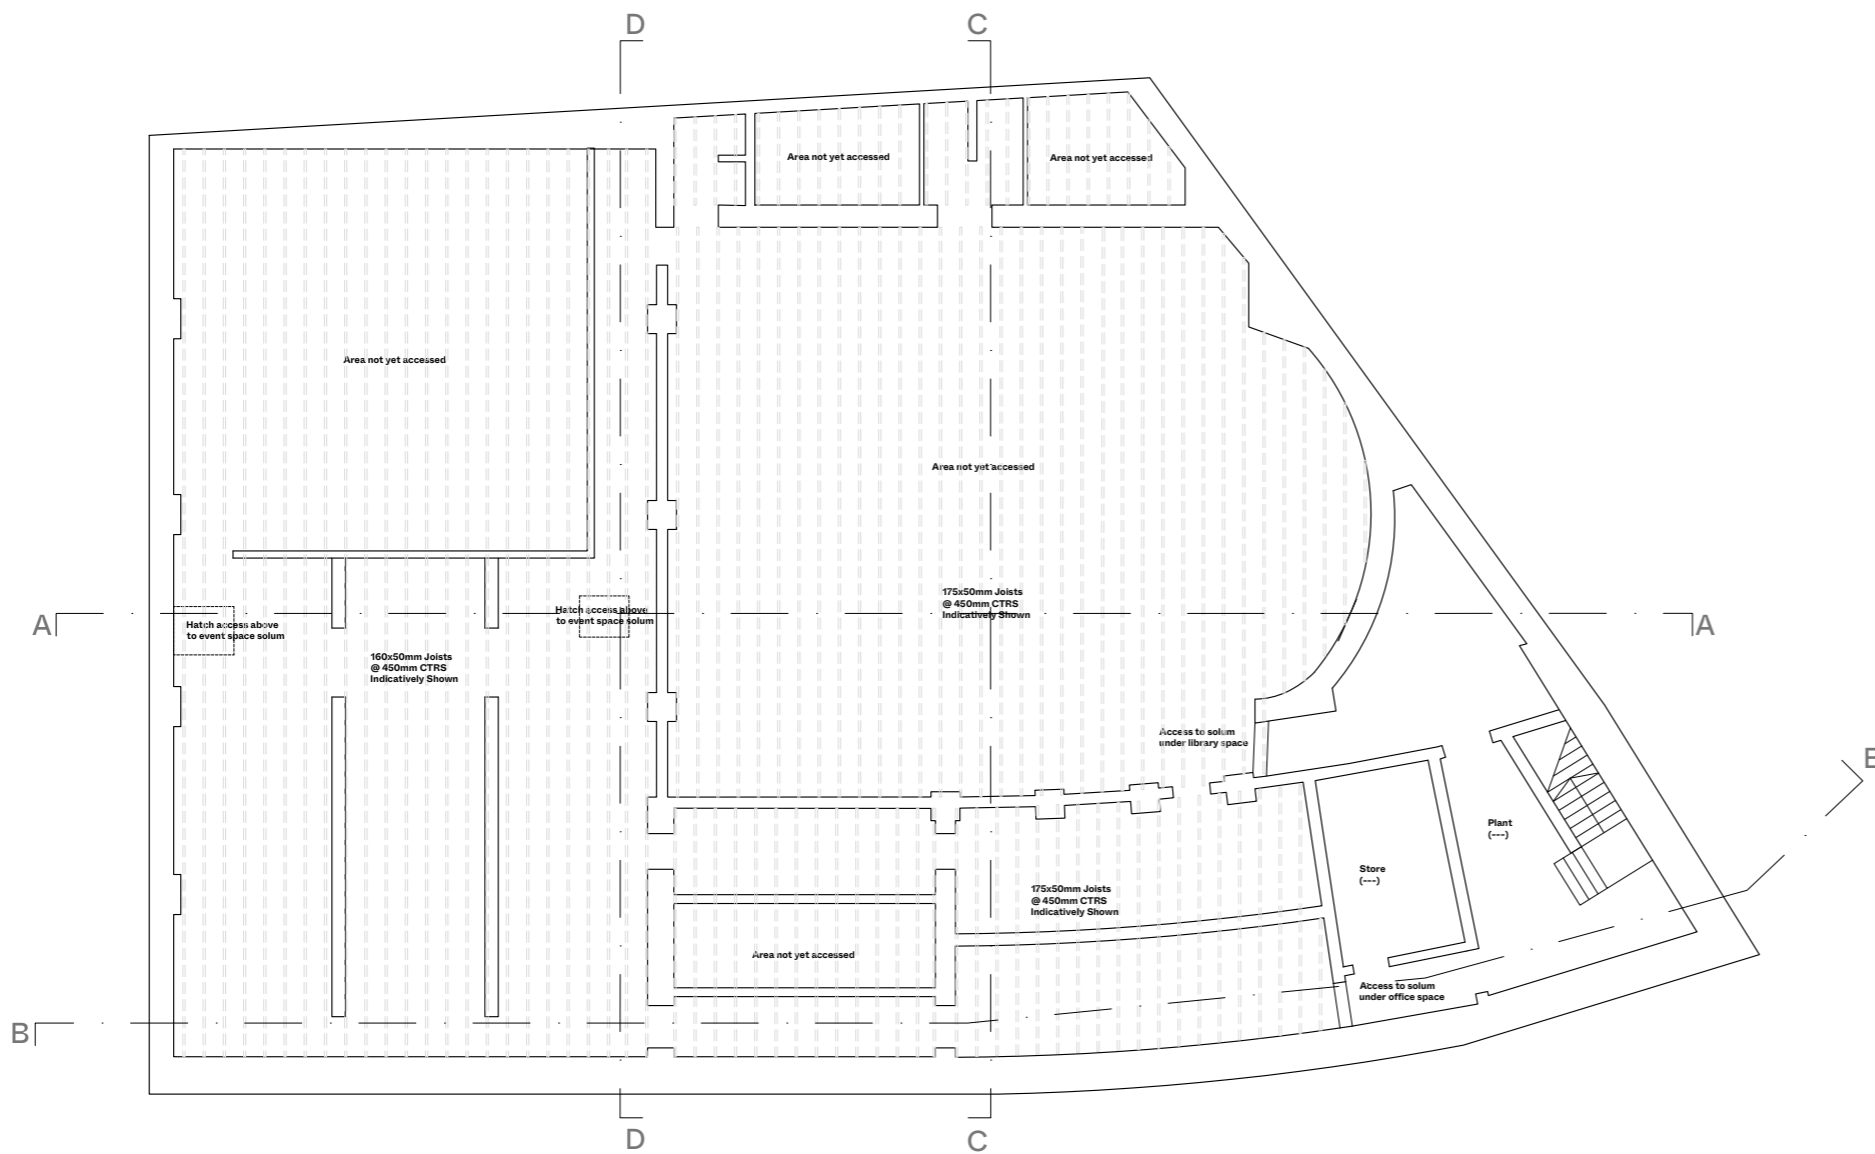 D
C
Area not yet accessed
Area not yet accessed
Area not yet accessed
Area not yet accessed
175x50mm Joists
@ 450mm CTRS
Indicatively Shown
Hatch access above
to event space solum
Hatch access above
to event space solum
A
A
160x50mm Joists
@ 450mm CTRS
Indicatively Shown
Access to solum
under library space
B
Plant
(---)
Store
(---)
175x50mm Joists
@ 450mm CTRS
Indicatively Shown
Area not yet accessed
Access to solum
under office space
B
D
C